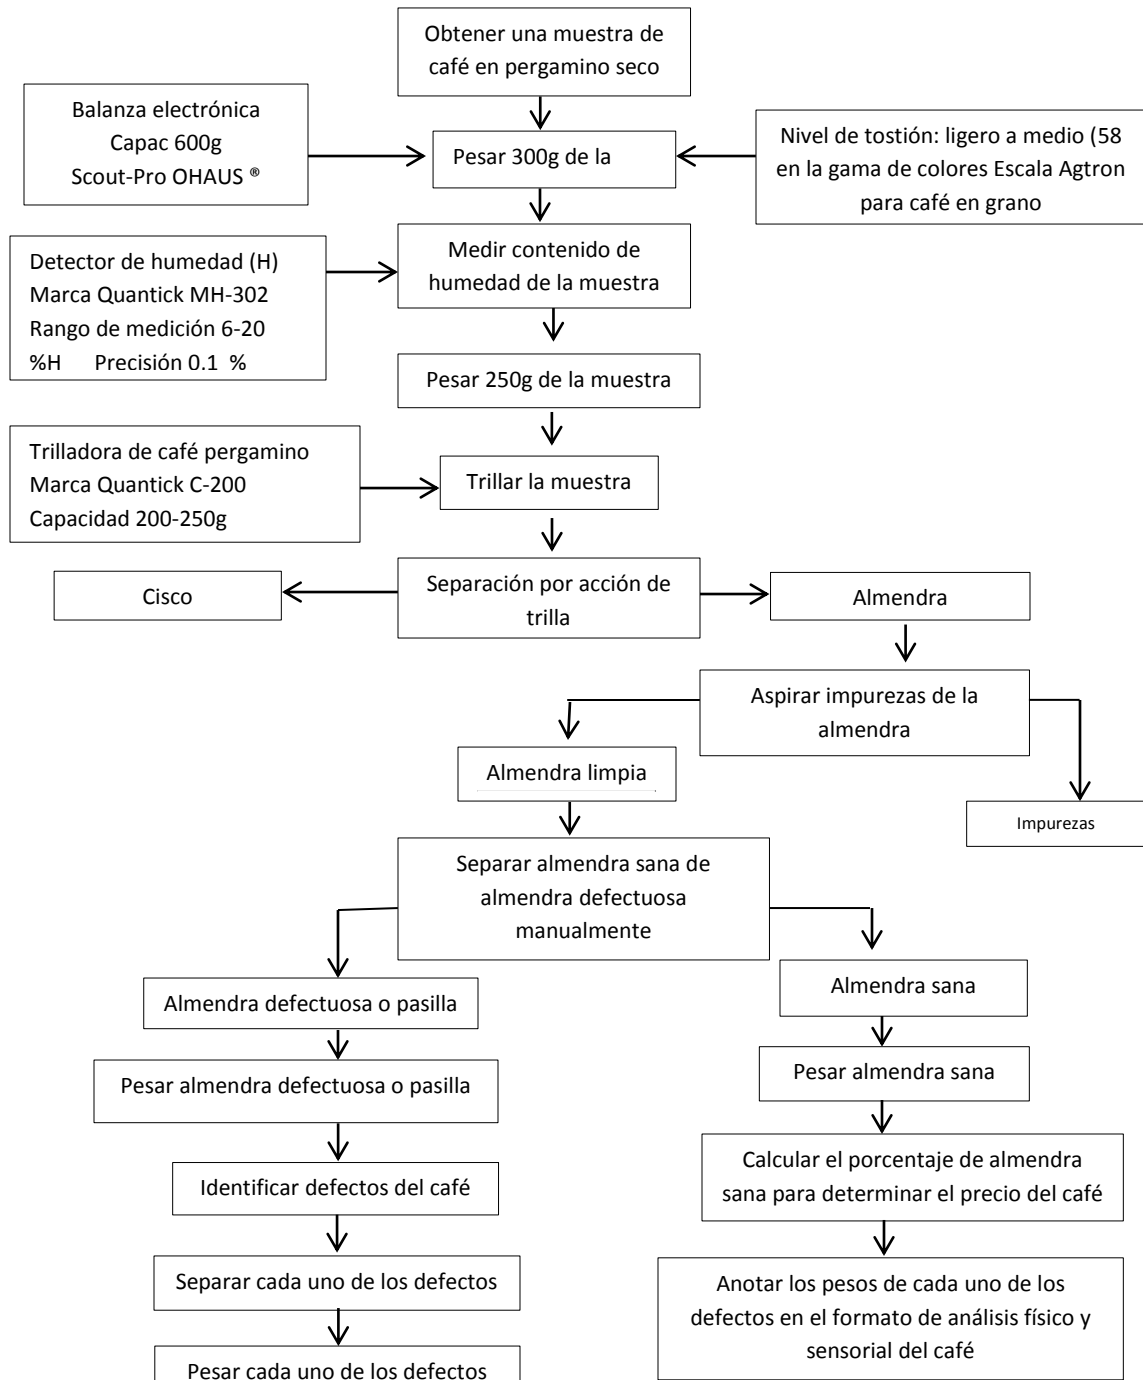 Obtener una muestra de
café en pergamino seco
Balanza electrónica
Capac 600g
Scout-Pro OHAUS ®
Pesar 300g de la
Nivel de tostión: ligero a medio (58
en la gama de colores Escala Agtron
para café en grano
Detector de humedad (H)
Marca Quantick MH-302
Rango de medición 6-20
%H Precisión 0.1 %
Medir contenido de
humedad de la muestra
Pesar 250g de la muestra
Trilladora de café pergamino
Marca Quantick C-200
Capacidad 200-250g
Trillar la muestra
Cisco
Separación por acción de
trilla
Almendra
Aspirar impurezas de la
almendra
Almendra limpia
Impurezas
Separar almendra sana de
almendra defectuosa
manualmente
Almendra defectuosa o pasilla
Almendra sana
Pesar almendra defectuosa o pasilla
Pesar almendra sana
Identificar defectos del café
Calcular el porcentaje de almendra
sana para determinar el precio del café
Separar cada uno de los defectos
Anotar los pesos de cada uno de los
defectos en el formato de análisis físico y
sensorial del café
Pesar cada uno de los defectos